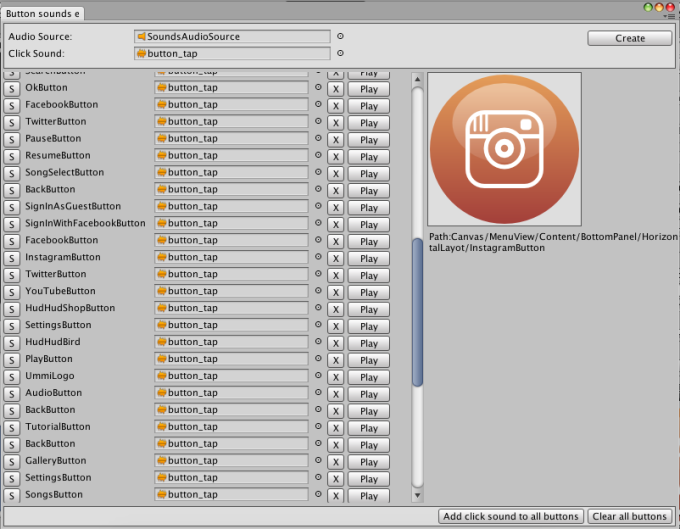 Button sounds e
Audio Source: SoundsAudioSource
Create
Click Sound: button_tap
S SearchButton button_tap X Play
S OkButton button_tap X Play
S FacebookButton button_tap X Play
S TwitterButton button_tap X Play
S PauseButton button_tap X Play
S ResumeButton button_tap X Play
S SongSelectButton button_tap X Play
S BackButton button_tap X Play
S SignInAsGuestButton button_tap X Play
S SignInWithFacebookButton button_tap X Play
S FacebookButton button_tap X Play
S InstagramButton button_tap X Play
S TwitterButton button_tap X Play
S YouTubeButton button_tap X Play
S HudHudShopButton button_tap X Play
S SettingsButton button_tap X Play
S HudHudBird button_tap X Play
S PlayButton button_tap X Play
S UmmiLogo button_tap X Play
S AudioButton button_tap X Play
S BackButton button_tap X Play
S TutorialButton button_tap X Play
S BackButton button_tap X Play
S GalleryButton button_tap X Play
S SettingsButton button_tap X Play
S SongsButton button_tap X Play
Path:Canvas/MenuView/Content/BottomPanel/Horizon
talLayot/InstagramButton
Add click sound to all buttons
Clear all buttons